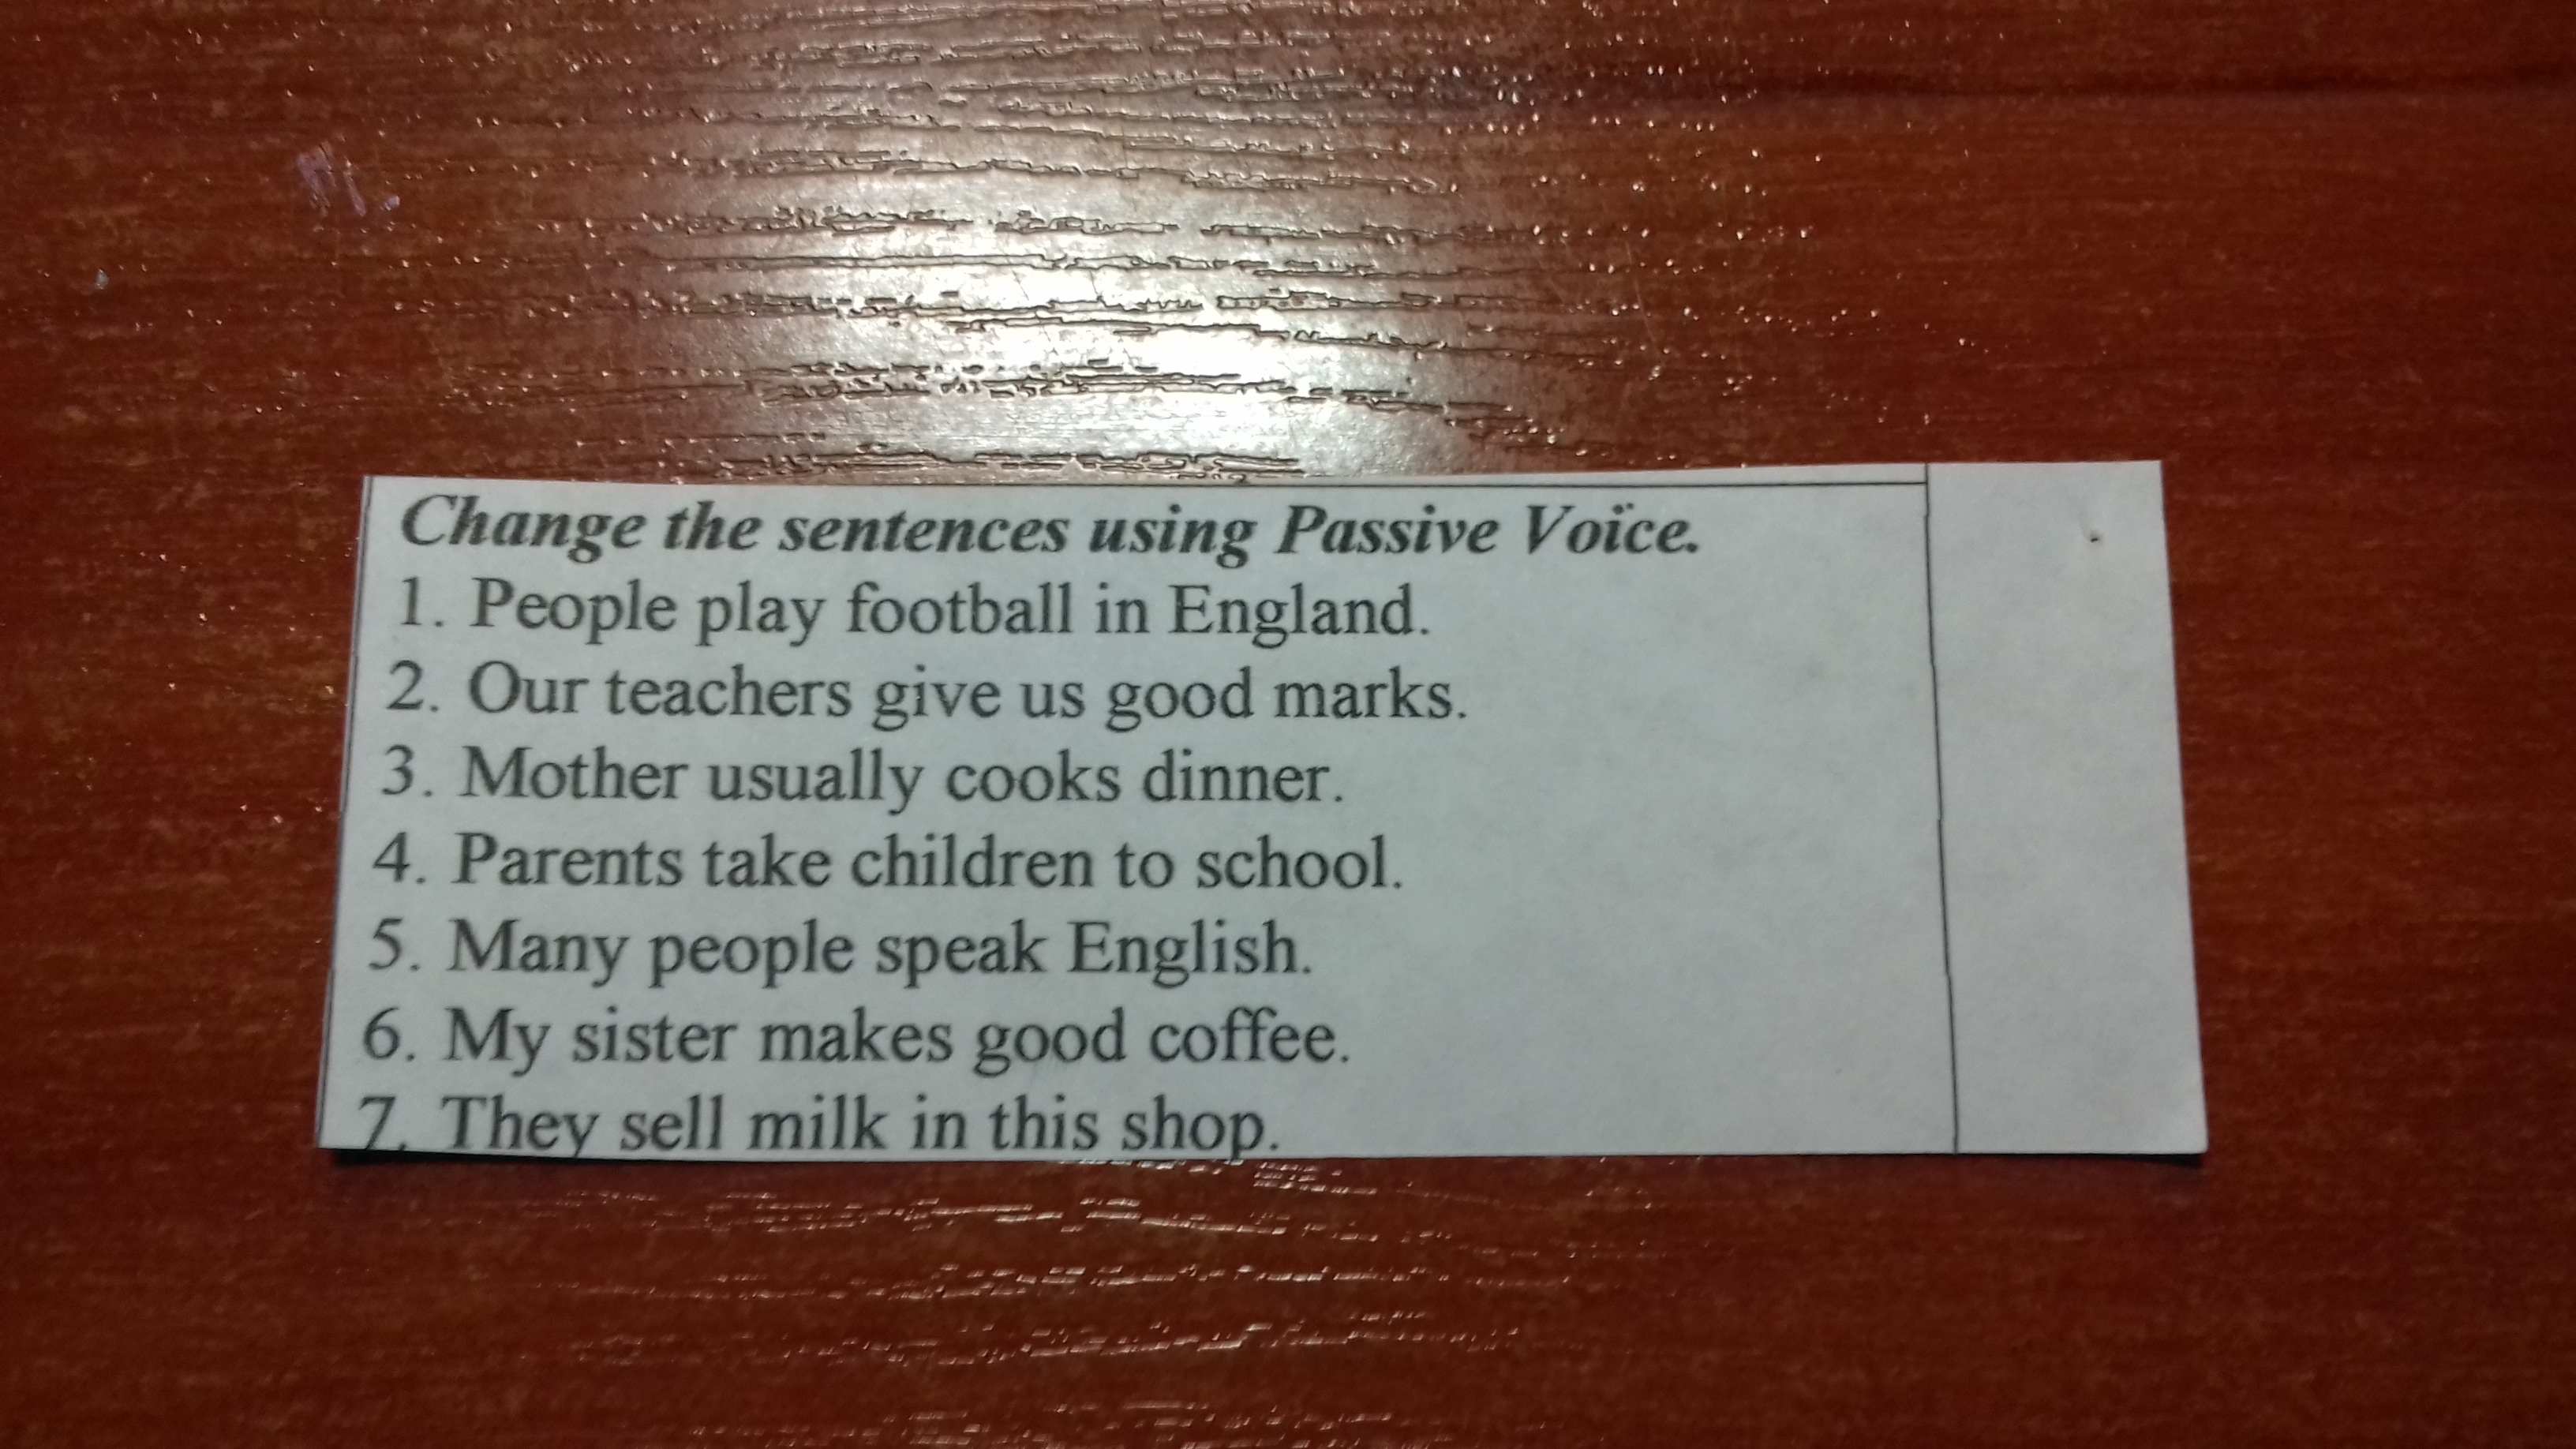 Change the sentences using Passive Voïce.
1. People play football in England.
2. Our teachers give us good marks.
3. Mother usually cooks dinner.
4. Parents take children to school.
5. Many people speak English.
6. My sister makes good coffee.
7. They sell milk in this shop.